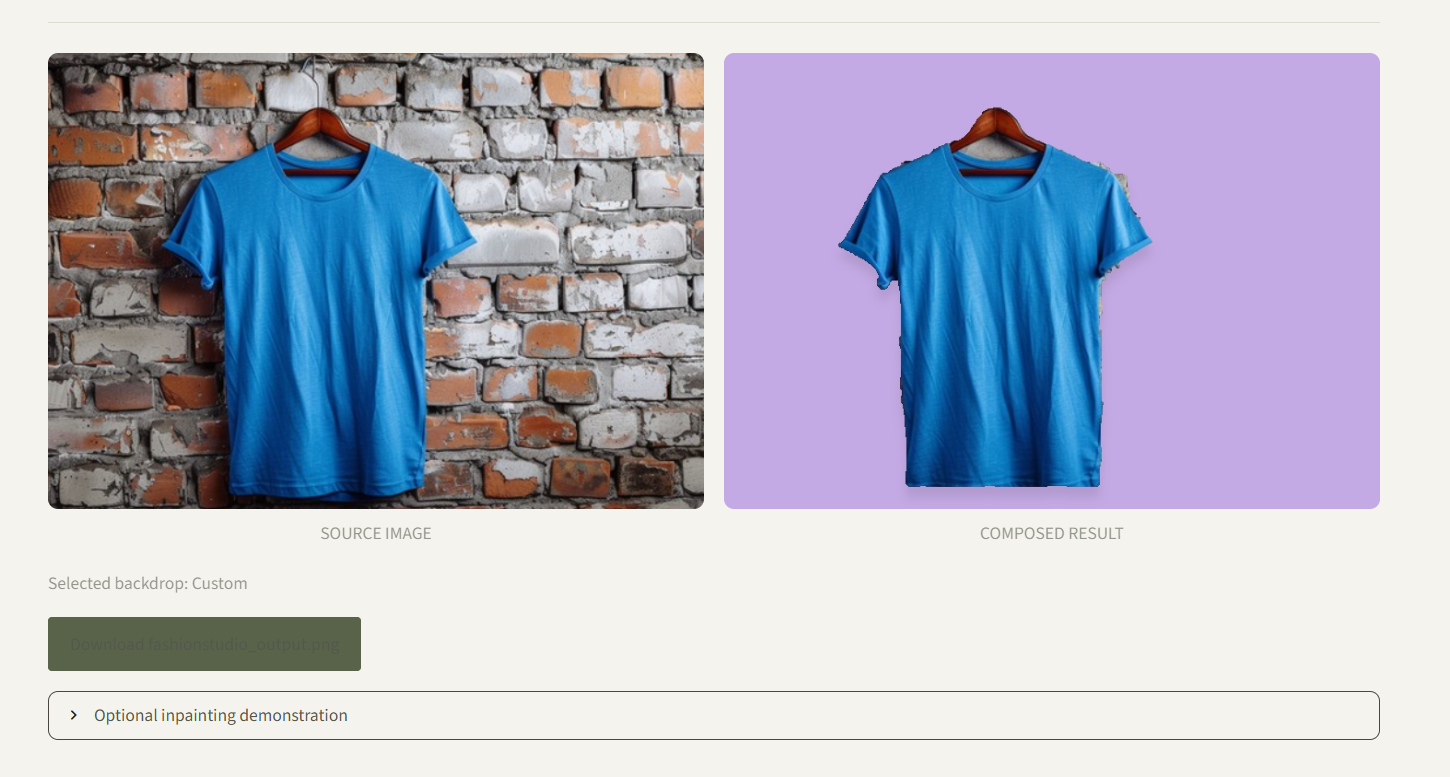 SOURCE IMAGE
COMPOSED RESULT
Selected backdrop: Custom
Download fashionstudio_output.png
Optional inpainting demonstration